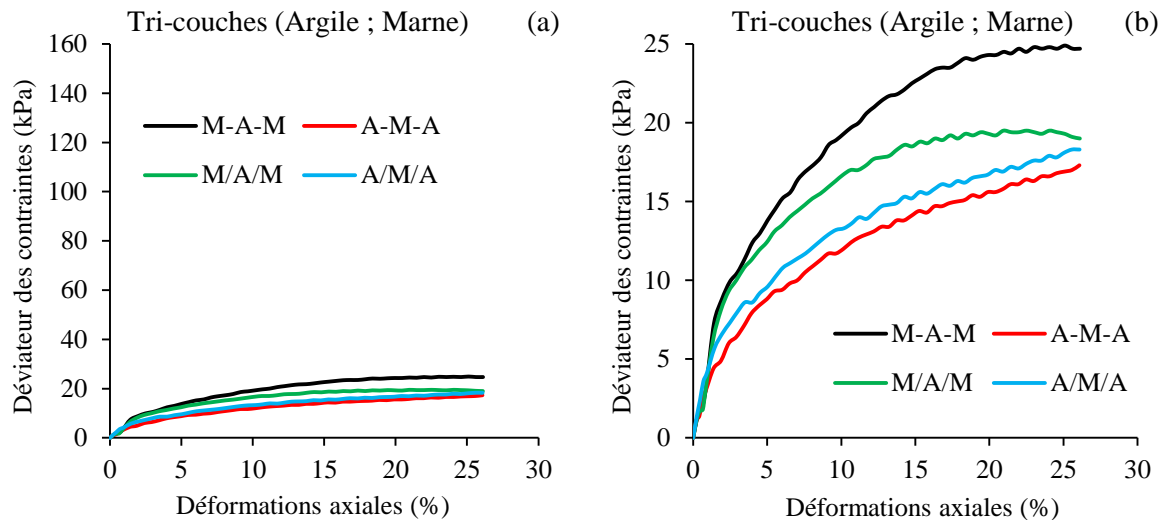 Tri-couches (Argile ; Marne) (a)
160
140
120
100
80
60
40
20
0
Déviateur des contraintes (kPa)
M-A-M
A-M-A
M/A/M
A/M/A
0 5 10 15 20 25 30
Déformations axiales (%)
Tri-couches (Argile ; Marne) (b)
25
20
15
10
5
0
Déviateur des contraintes (kPa)
M-A-M
A-M-A
M/A/M
A/M/A
0 5 10 15 20 25 30
Déformations axiales (%)